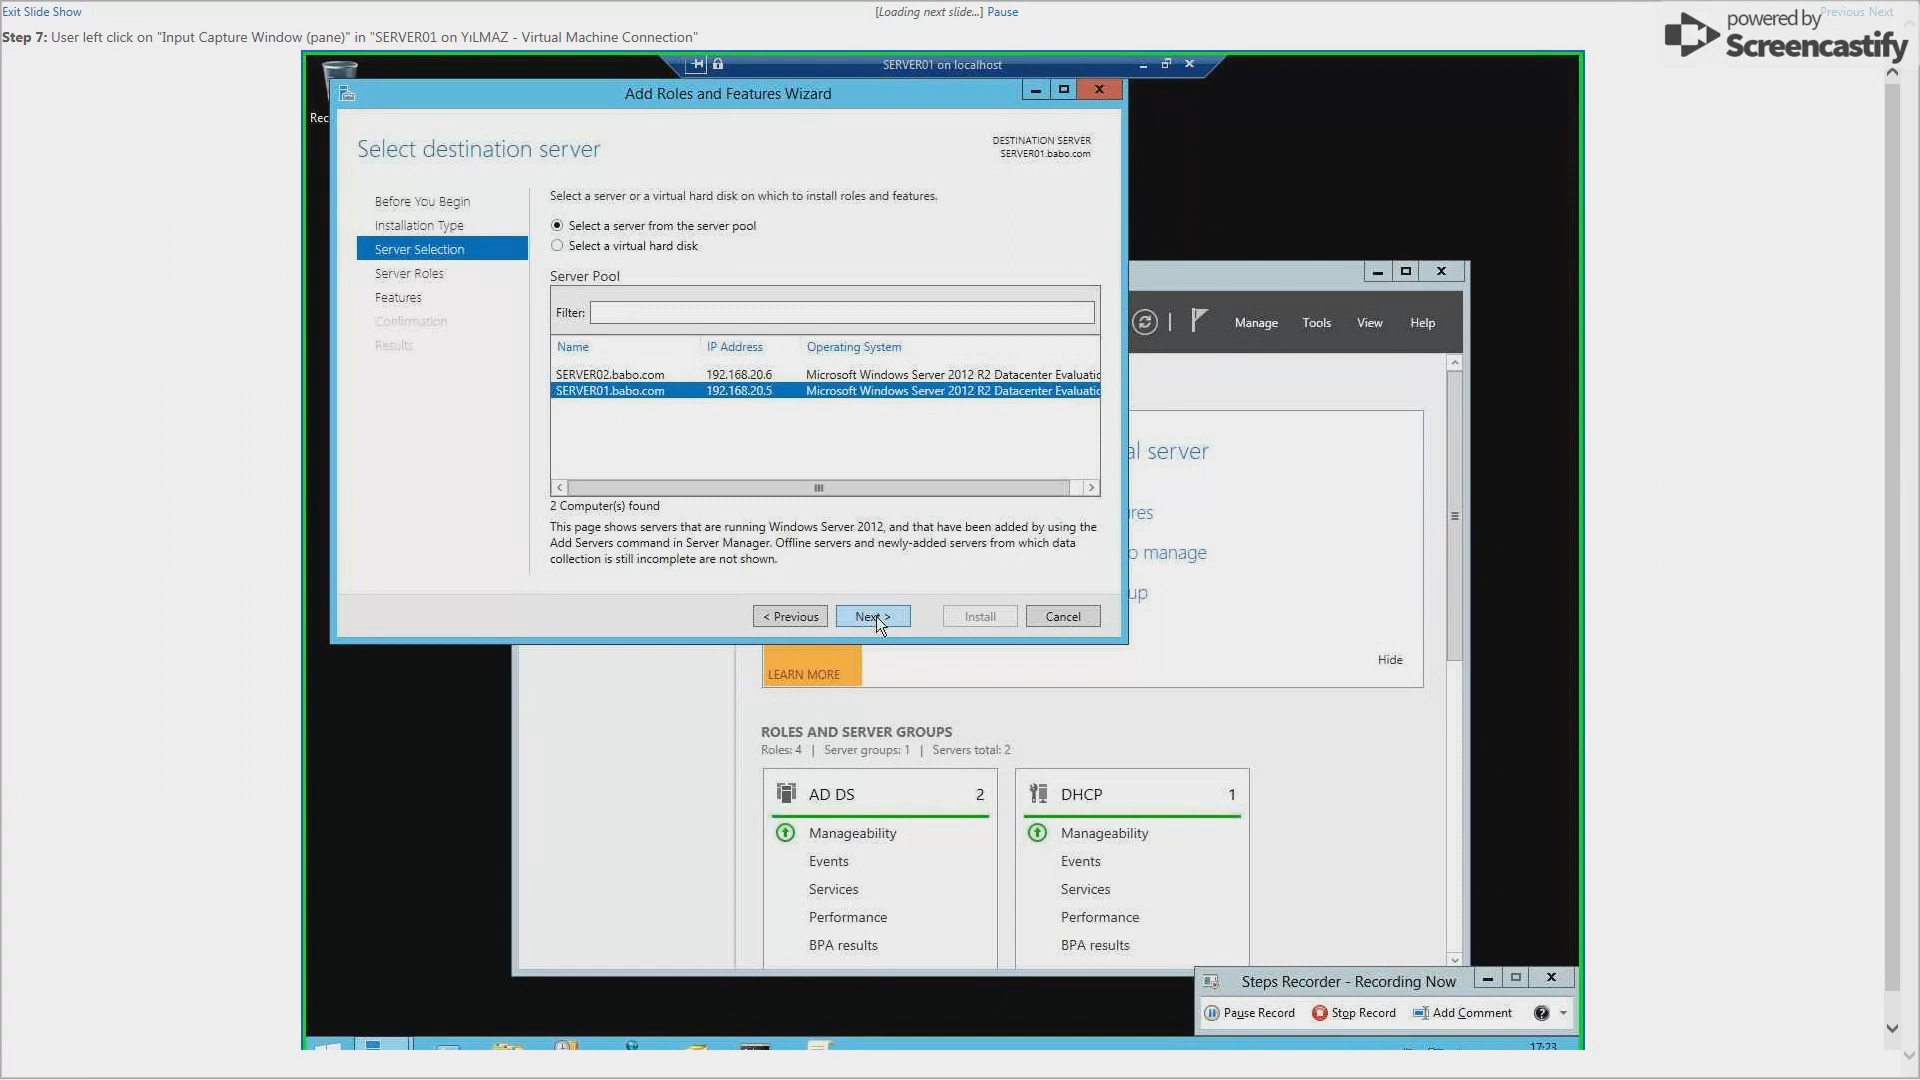 Exit Slide Show
[Loading next slide...] Pause
Previous Next
powered by
Screencastify
Step 7: User left click on "Input Capture Window (pane)" in "SERVER01 on YıLMAZ - Virtual Machine Connection"
SERVER01 on localhost
Rec
Add Roles and Features Wizard
Select destination server
DESTINATION SERVER
SERVER01.babo.com
Before You Begin
Installation Type
Server Selection
Server Roles
Features
Confirmation
Results
Select a server or a virtual hard disk on which to install roles and features.
Select a server from the server pool
Select a virtual hard disk
Server Pool
Filter:
Name IP Address Operating System
SERVER02.babo.com 192.168.20.6 Microsoft Windows Server 2012 R2 Datacenter Evaluatic
SERVER01.babo.com 192.168.20.5 Microsoft Windows Server 2012 R2 Datacenter Evaluatic
2 Computer(s) found
This page shows servers that are running Windows Server 2012, and that have been added by using the
Add Servers command in Server Manager. Offline servers and newly-added servers from which data
collection is still incomplete are not shown.
< Previous Next > Install Cancel
Manage Tools View Help
al server
res
o manage
up
LEARN MORE
Hide
ROLES AND SERVER GROUPS
Roles: 4 | Server groups: 1 | Servers total: 2
AD DS 2
Manageability
Events
Services
Performance
BPA results
DHCP 1
Manageability
Events
Services
Performance
BPA results
Steps Recorder - Recording Now
Pause Record Stop Record Add Comment
17:23